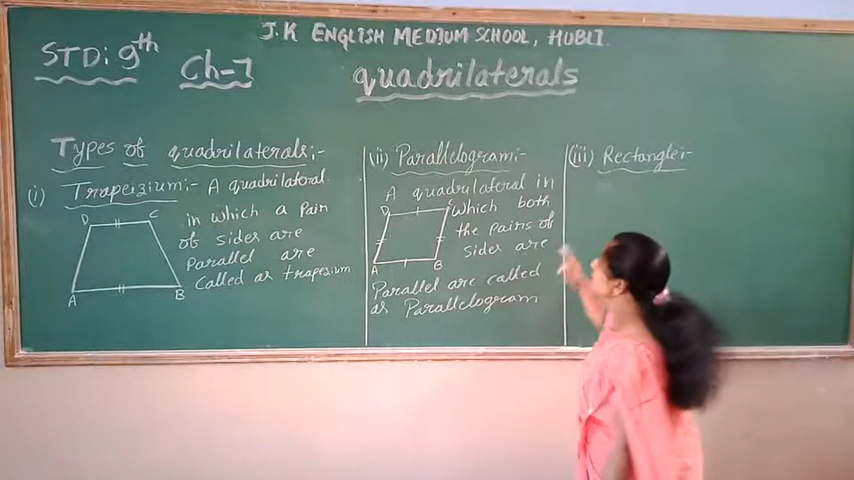 J.K ENGLISH MEDIUM SCHOOL, HUBLI.
STD: 9th
Ch-7
quadrilaterals
Types of quadrilaterals:-
(i) Trapeizium:- A quadrilateral
in which a Pair
of sides are
Parallel are
called as trapezium
D C
A B
(ii) Parallelogram:-
A quadrilateral in
which both
the pairs of
sides are
Parallel are called
as Parallelogram
D C
A B
(iii) Rectangle:-